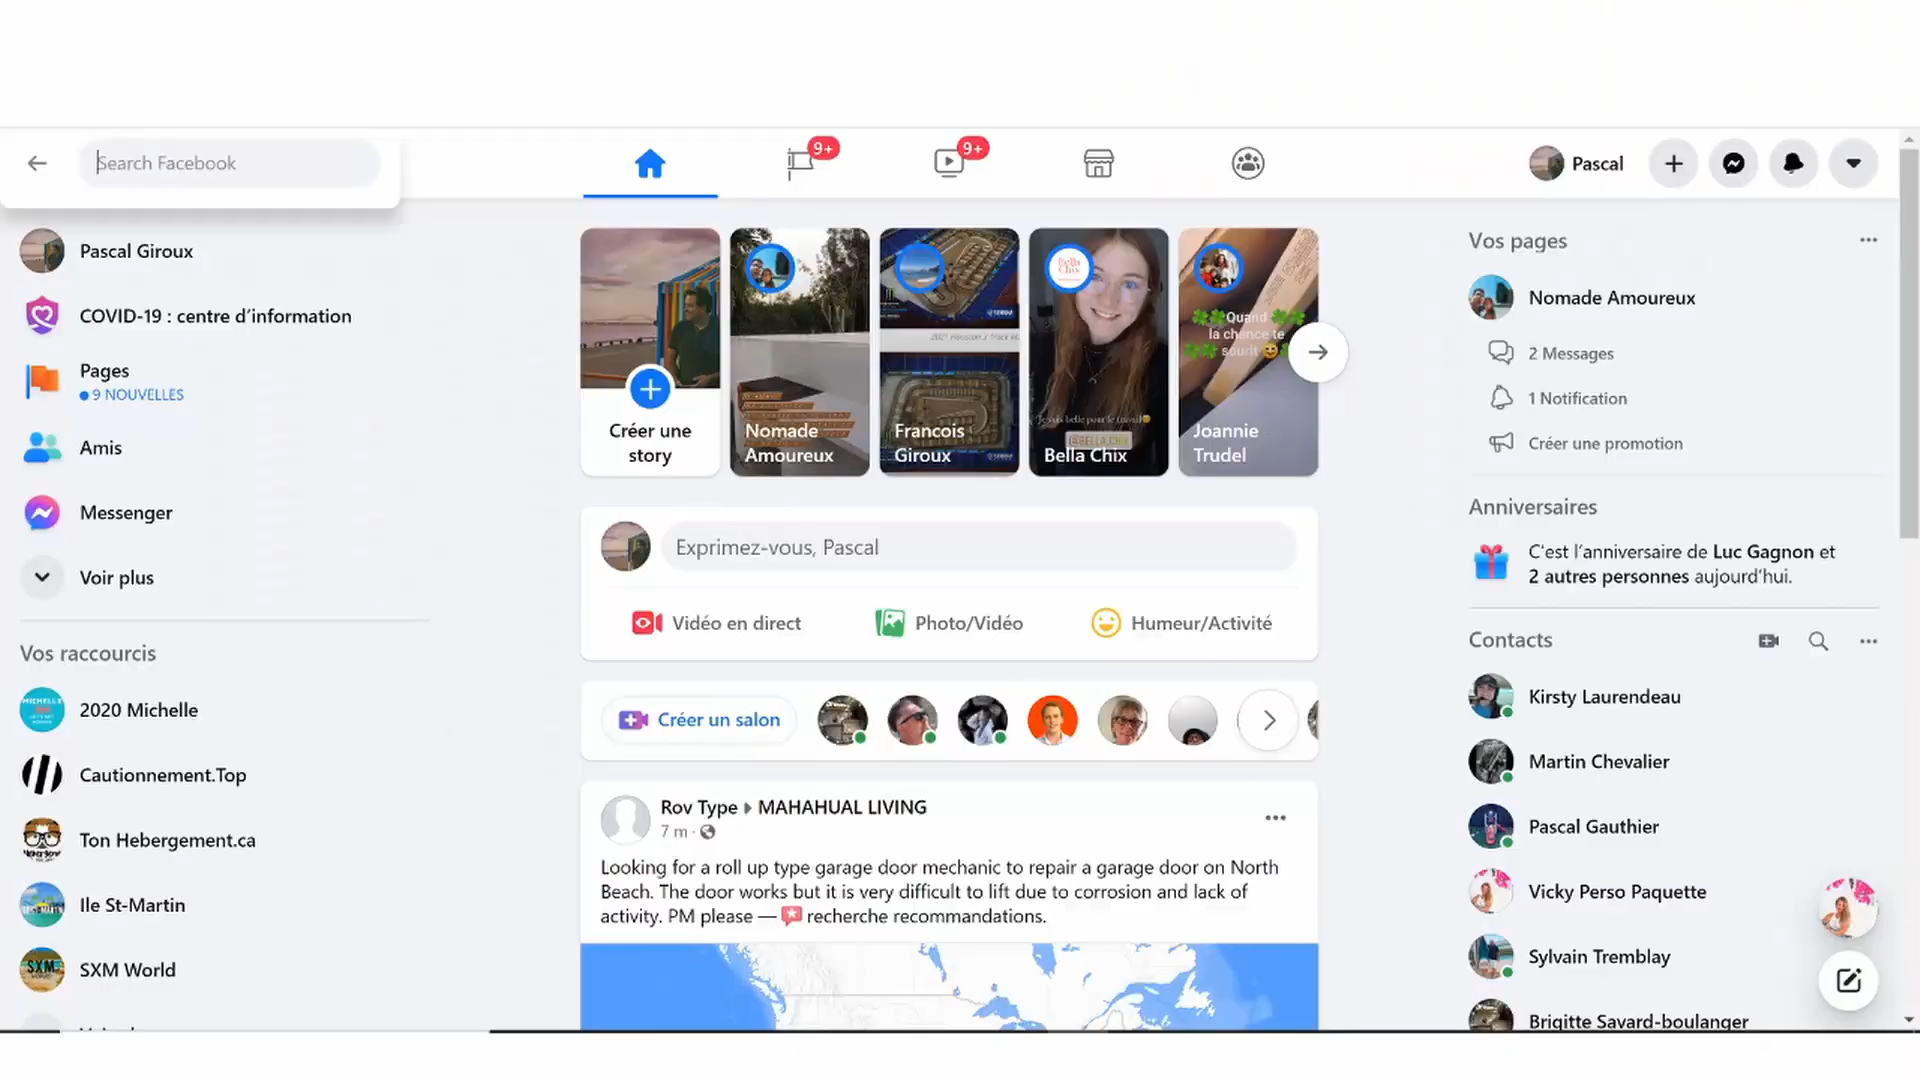 Search Facebook
9+
9+
Pascal
Pascal Giroux
COVID-19 : centre d’information
Pages
9 NOUVELLES
Amis
Messenger
Voir plus
Vos raccourcis
2020 Michelle
Cautionnement.Top
Ton Hebergement.ca
Ile St-Martin
SXM World
Créer une
story
Nomade
Amoureux
Francois
Giroux
Bella
Chix
Bella Chix
Quand
la chance te
sourit
Joannie
Trudel
Exprimez-vous, Pascal
Vidéo en direct
Photo/Vidéo
Humeur/Activité
Créer un salon
Rov Type
MAHAHUAL LIVING
7 m ·
Looking for a roll up type garage door mechanic to repair a garage door on North
Beach. The door works but it is very difficult to lift due to corrosion and lack of
activity. PM please — recherche recommandations.
Vos pages
Nomade Amoureux
2 Messages
1 Notification
Créer une promotion
Anniversaires
C’est l’anniversaire de Luc Gagnon et
2 autres personnes aujourd’hui.
Contacts
Kirsty Laurendeau
Martin Chevalier
Pascal Gauthier
Vicky Perso Paquette
Sylvain Tremblay
Brigitte Savard-boulanger